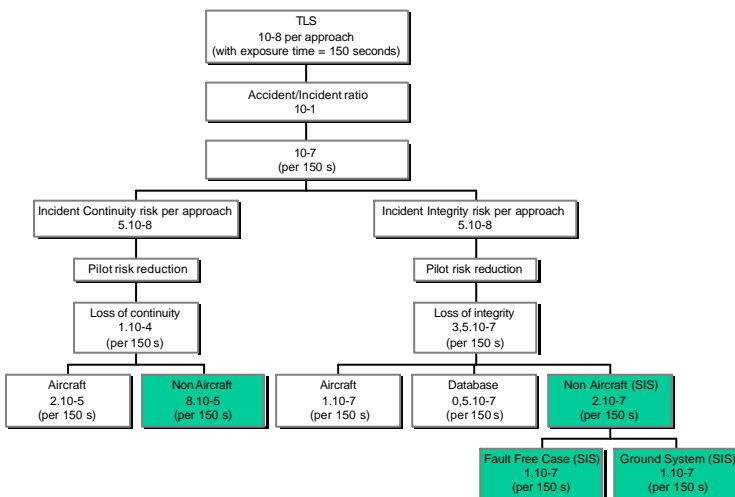 TLS
10-8 per approach
(with exposure time = 150 seconds)
Accident/Incident ratio
10-1
10-7
(per 150 s)
Incident Continuity risk per approach
5.10-8
Incident Integrity risk per approach
5.10-8
Pilot risk reduction
Pilot risk reduction
Loss of continuity
1.10-4
(per 150 s)
Loss of integrity
3,5.10-7
(per 150 s)
Aircraft
2.10-5
(per 150 s)
Non Aircraft
8.10-5
(per 150 s)
Aircraft
1.10-7
(per 150 s)
Database
0,5.10-7
(per 150 s)
Non Aircraft (SIS)
2.10-7
(per 150 s)
Fault Free Case (SIS)
1.10-7
(per 150 s)
Ground System (SIS)
1.10-7
(per 150 s)